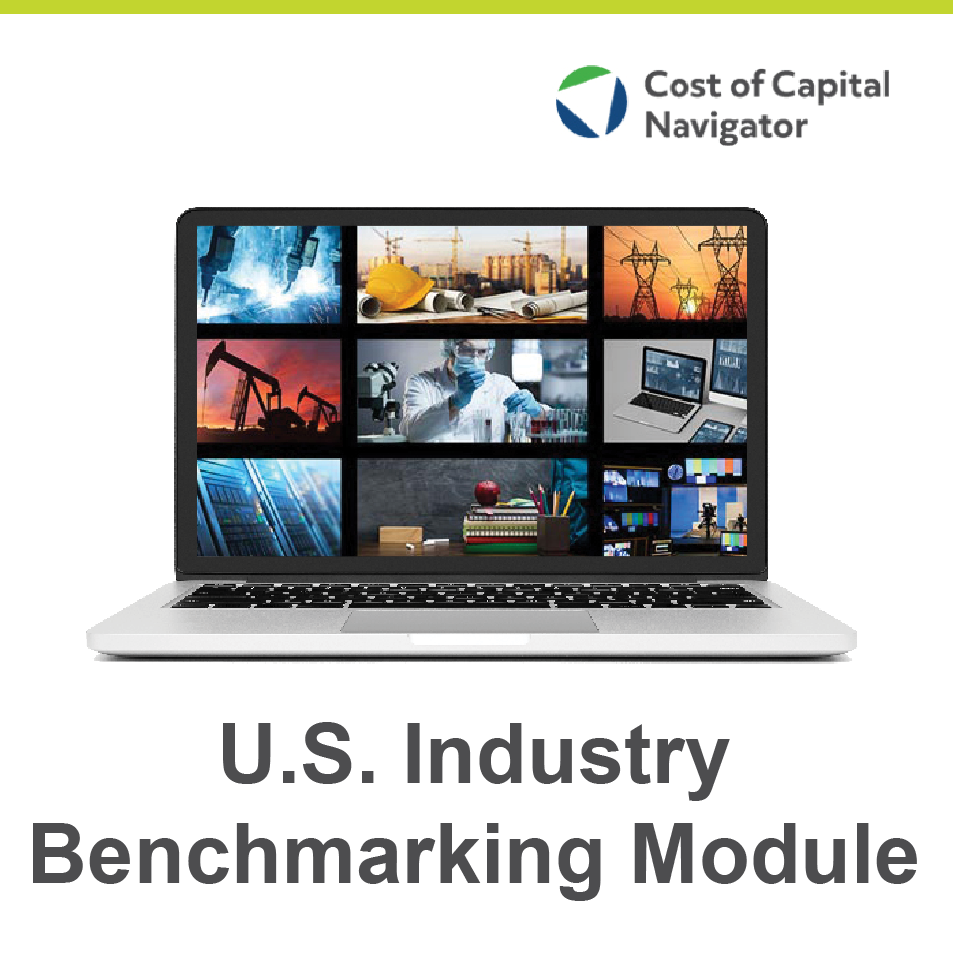 Cost of Capital
Navigator
U.S. Industry
Benchmarking Module